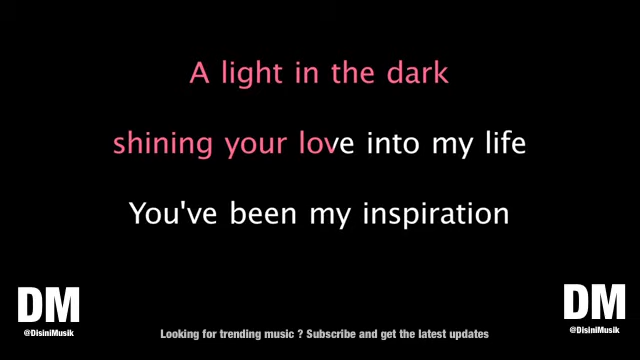 A light in the dark
shining your love into my life
You've been my inspiration
DM
@DisiniMusik
DM
@DisiniMusik
Looking for trending music ? Subscribe and get the latest updates